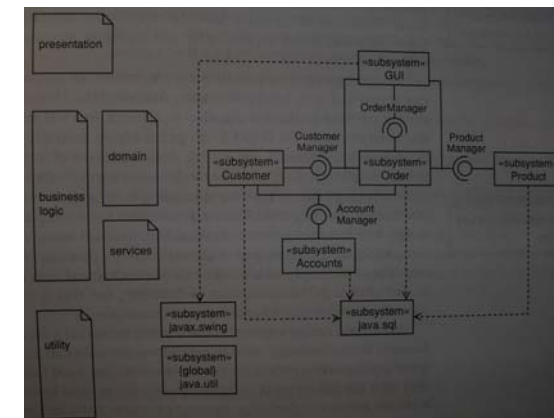 presentation
«subsystem»
GUI
OrderManager
Customer
Manager
Product
Manager
«subsystem»
Customer
«subsystem»
Order
«subsystem»
Product
domain
business
logic
Account
Manager
services
«subsystem»
Accounts
«subsystem»
javax.swing
«subsystem»
java.sql
utility
«subsystem»
{global}
java.util